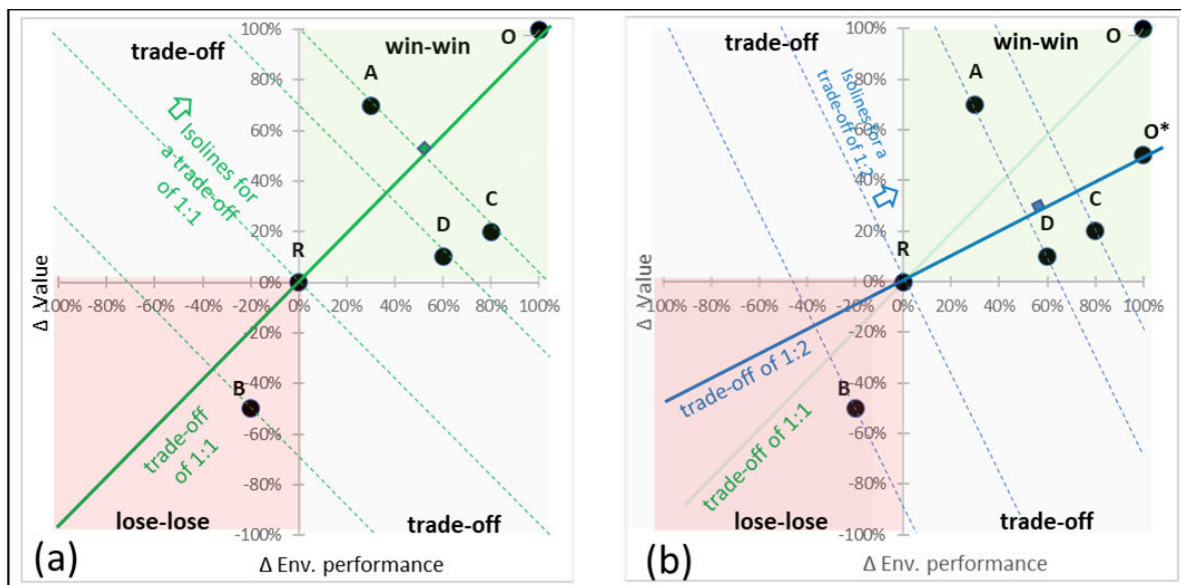 100%
trade-off
win-win
O
A
80%
60%
Isolines for
a trade-off
of 1:1
40%
C
D
20%
R
0%
-100% -80% -60% -40% -20% 0% 20% 40% 60% 80% 100%
Δ Value
-20%
B
-40%
trade-off
of 1:1
-60%
-80%
lose-lose
trade-off
-100%
(a)
Δ Env. performance
100%
trade-off
win-win
O
A
80%
Isolines for a
trade-off of 1:2
60%
O*
40%
C
D
20%
R
0%
-100% -80% -60% -40% -20% 0% 20% 40% 60% 80% 100%
Δ Value
-20%
trade-off of 1:2
B
-40%
trade-off of 1:1
-60%
-80%
lose-lose
trade-off
-100%
(b)
Δ Env. performance